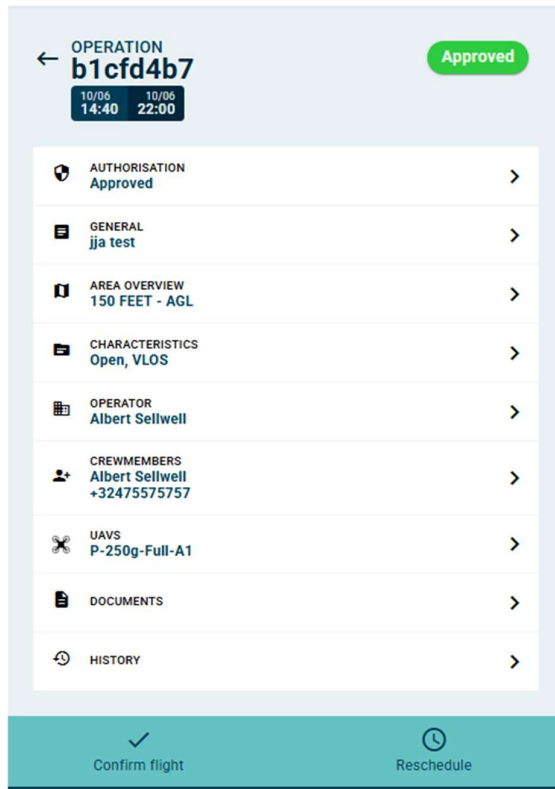 OPERATION
b1cfd4b7
Approved
10/06 10/06
14:40 22:00
AUTHORISATION
Approved
GENERAL
jja test
AREA OVERVIEW
150 FEET - AGL
CHARACTERISTICS
Open, VLOS
OPERATOR
Albert Sellwell
CREWMEMBERS
Albert Sellwell
+32475575757
UAVS
P-250g-Full-A1
DOCUMENTS
HISTORY
Confirm flight
Reschedule